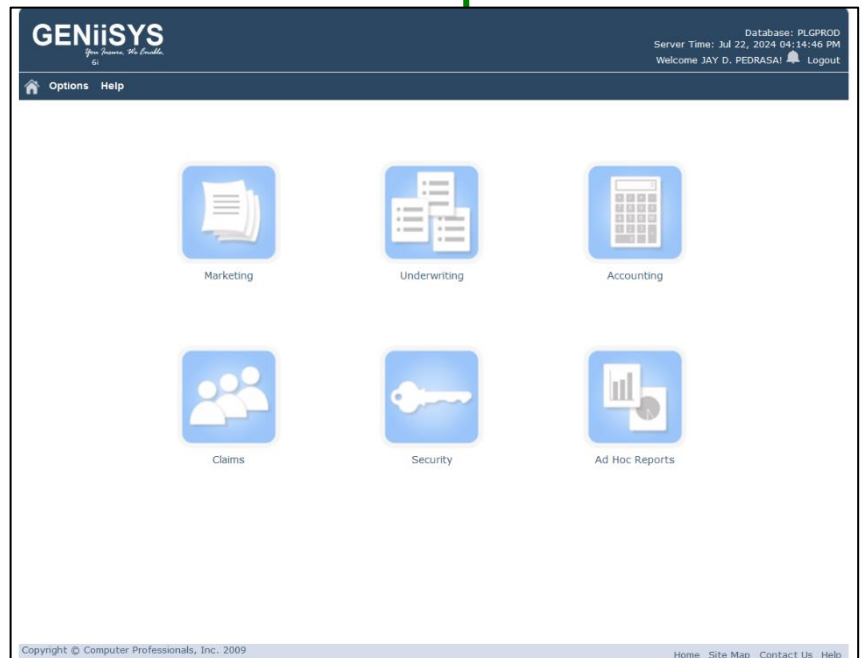 GENiiSYS
You Insure, We Enable.
6i
Database: PLGPROD
Server Time: Jul 22, 2024 04:14:46 PM
Welcome JAY D. PEDRASA! Logout
Options Help
Marketing Underwriting Accounting
Claims Security Ad Hoc Reports
Copyright © Computer Professionals, Inc. 2009
Home Site Map Contact Us Help